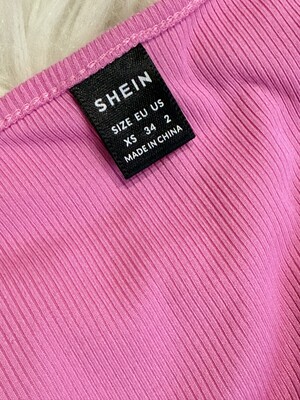 SHEIN
SIZE EU US
XS 34 2
MADE IN CHINA